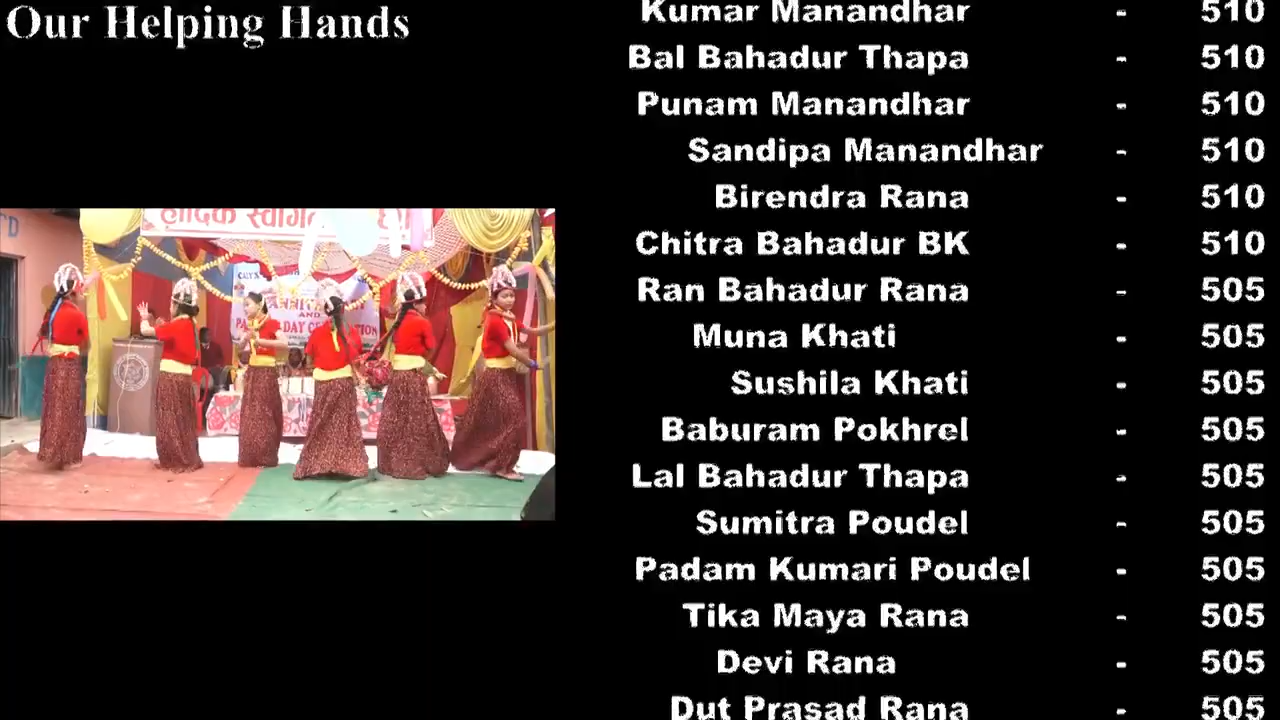 Our Helping Hands
Kumar Manandhar - 510
Bal Bahadur Thapa - 510
Punam Manandhar - 510
Sandipa Manandhar - 510
Birendra Rana - 510
Chitra Bahadur BK - 510
Ran Bahadur Rana - 505
Muna Khati - 505
Sushila Khati - 505
Baburam Pokhrel - 505
Lal Bahadur Thapa - 505
Sumitra Poudel - 505
Padam Kumari Poudel - 505
Tika Maya Rana - 505
Devi Rana - 505
Dut Prasad Rana - 505
हार्दिक
AND
DAY